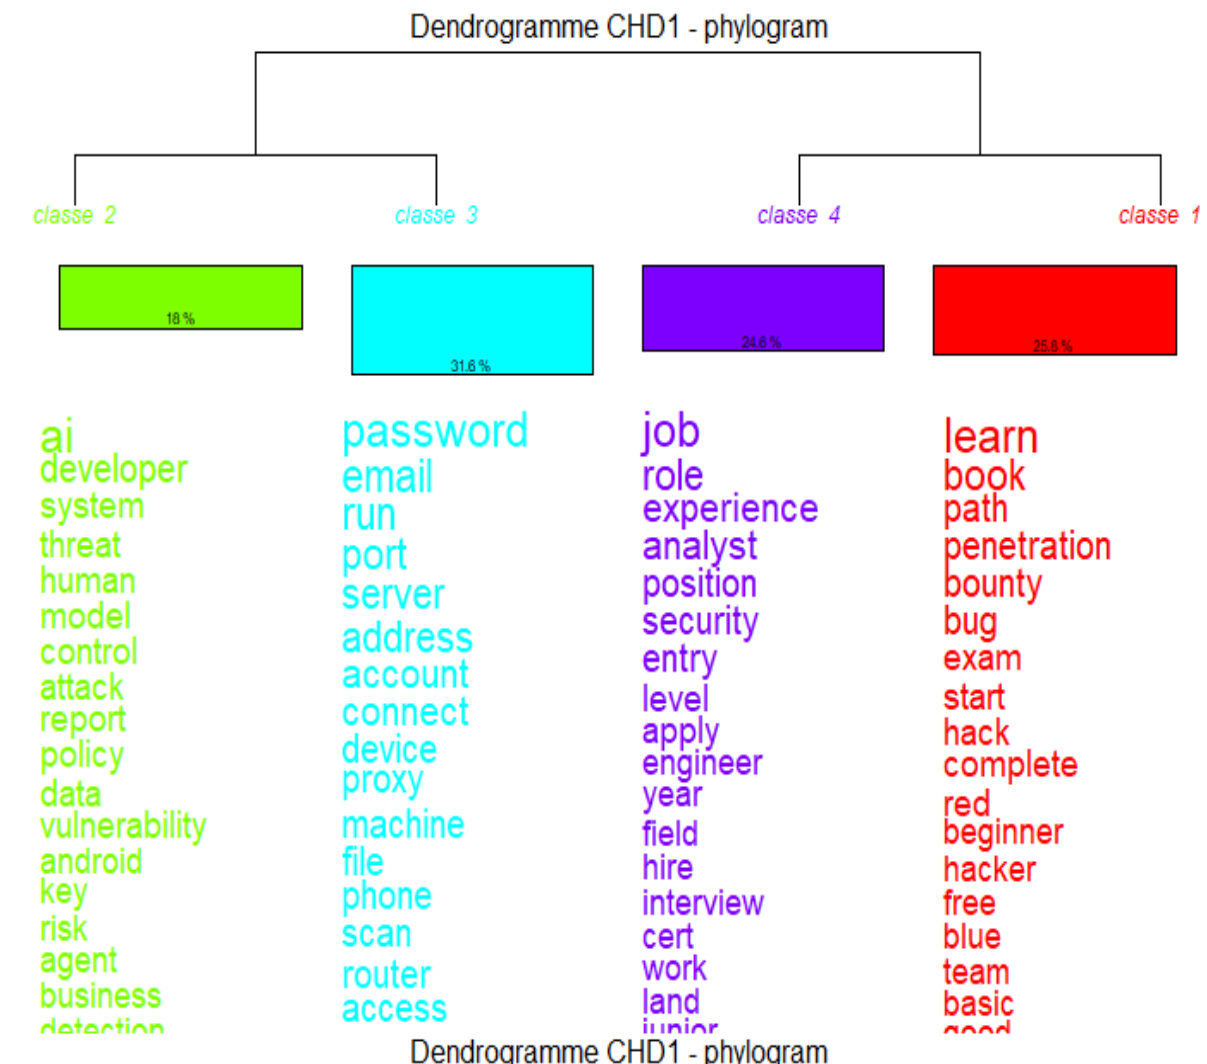 Dendrogramme CHD1 - phylogram
classe 2
classe 3
classe 4
classe 1
18 %
31.6 %
24.8 %
25.6 %
ai
developer
system
threat
human
model
control
attack
report
policy
data
vulnerability
android
key
risk
agent
business
detection
password
email
run
port
server
address
account
connect
device
proxy
machine
file
phone
scan
router
access
job
role
experience
analyst
position
security
entry
level
apply
engineer
year
field
hire
interview
cert
work
land
junior
learn
book
path
penetration
bounty
bug
exam
start
hack
complete
red
beginner
hacker
free
blue
team
basic
good
Dendrogramme CHD1 - phylogram